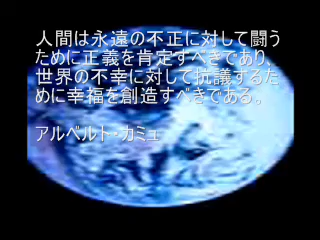 人間は永遠の不正に対して闘う
ために正義を肯定すべきであり、
世界の不幸に対して抗議するた
めに幸福を創造すべきである。
アルベルト・カミュ